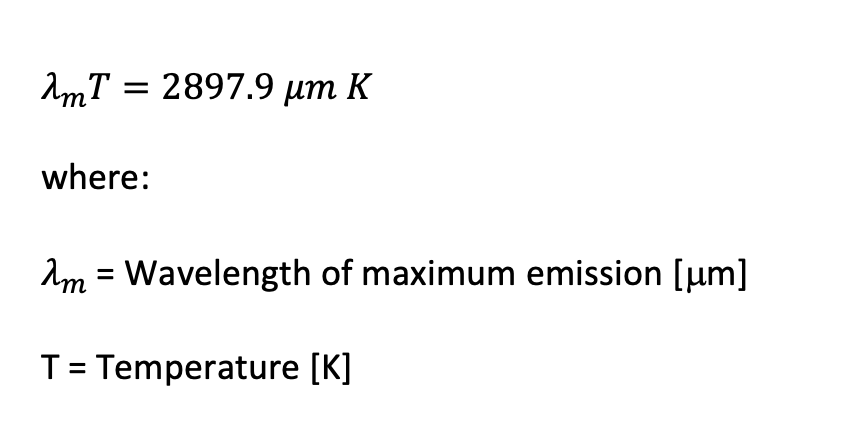 λₘT = 2897.9 μm K
where:
λₘ = Wavelength of maximum emission [μm]
T = Temperature [K]